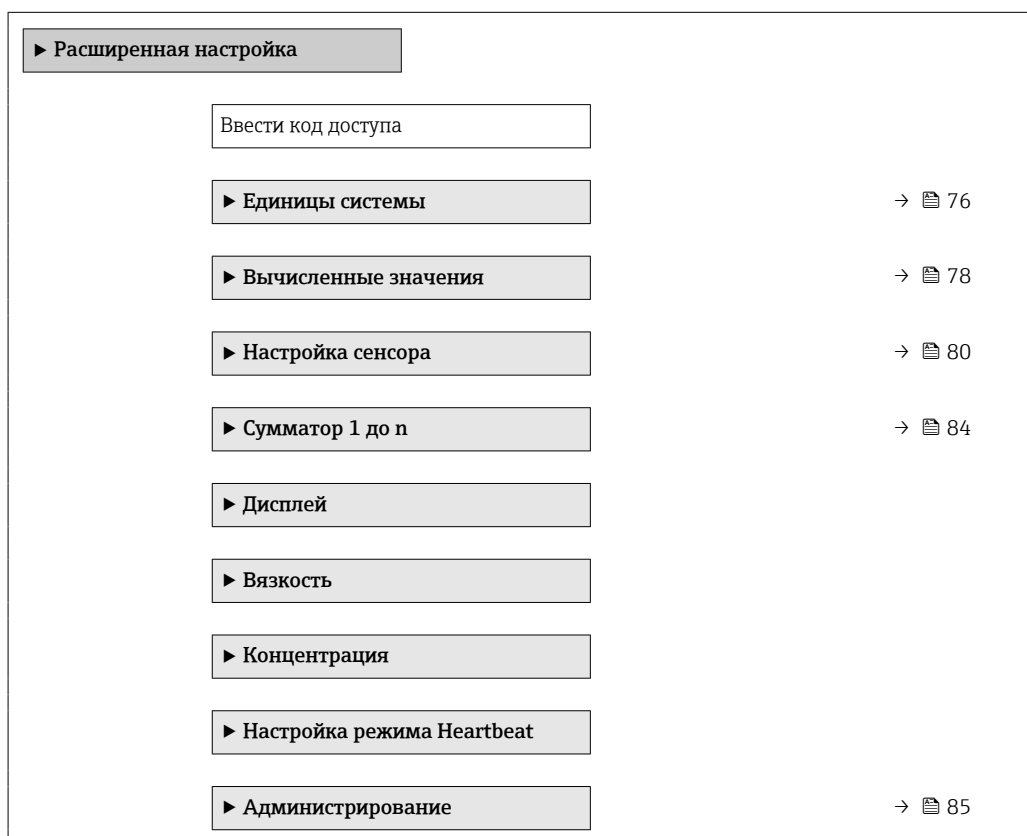 ▶ Расширенная настройка
Ввести код доступа
▶ Единицы системы → 76
▶ Вычисленные значения → 78
▶ Настройка сенсора → 80
▶ Сумматор 1 до n → 84
▶ Дисплей
▶ Вязкость
▶ Концентрация
▶ Настройка режима Heartbeat
▶ Администрирование → 85